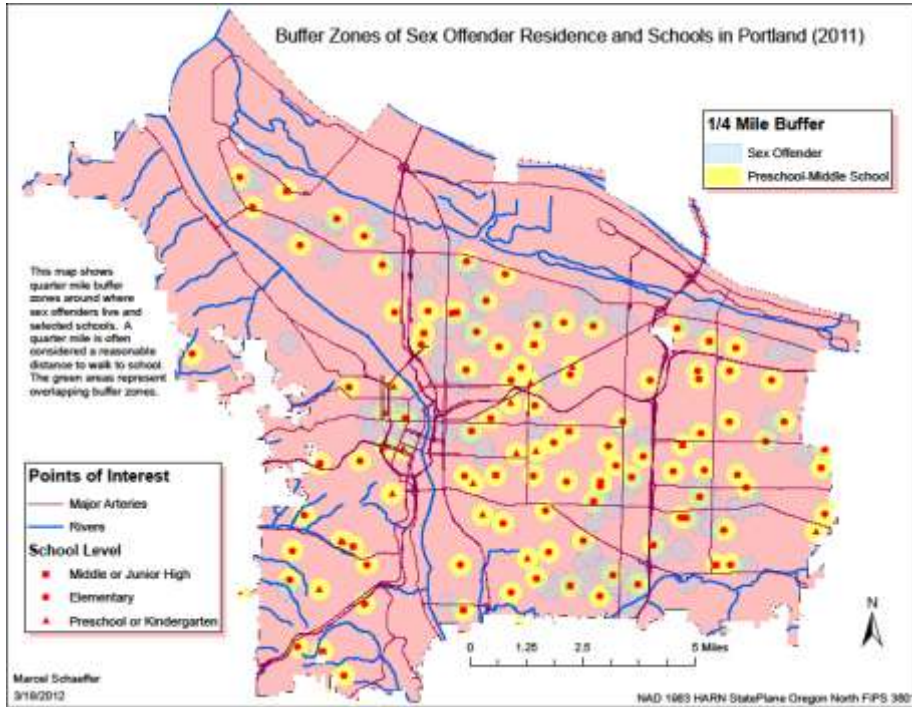 Buffer Zones of Sex Offender Residence and Schools in Portland (2011)
1/4 Mile Buffer
Sex Offender
Preschool-Middle School
This map shows
quarter mile buffer
zones around where
sex offenders live and
selected schools. A
quarter mile is often
considered a reasonable
distance to walk to school.
The green areas represent
overlapping buffer zones.
Points of Interest
Major Arteries
Rivers
School Level
Middle or Junior High
Elementary
Preschool or Kindergarten
N
0 1.25 2.5 5 Miles
Marcel Schaeffer
3/18/2012
NAD 1983 HARN StatePlane Oregon North FIPS 3601